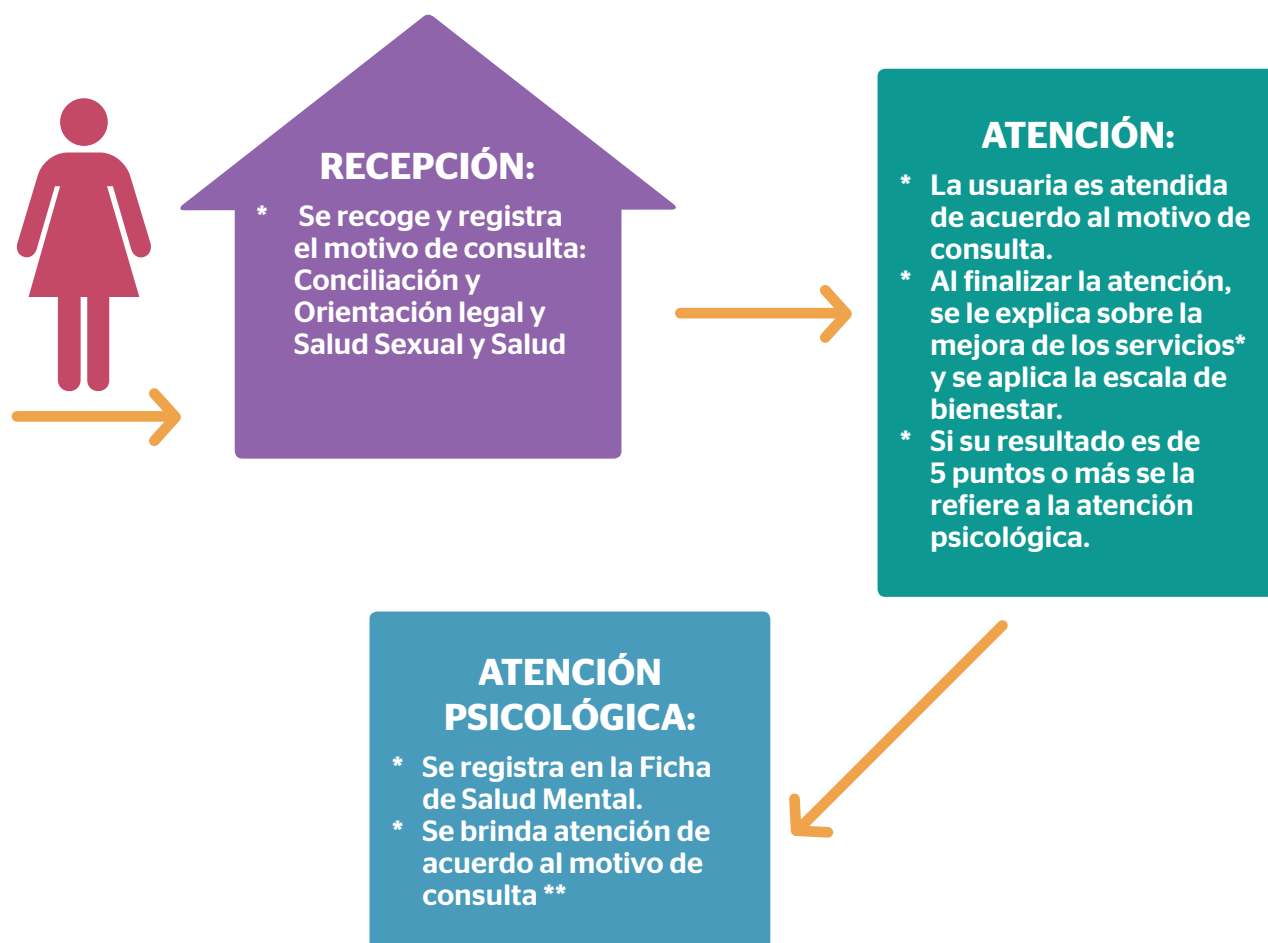 RECEPCIÓN:
* Se recoge y registra
el motivo de consulta:
Conciliación y
Orientación legal y
Salud Sexual y Salud
ATENCIÓN:
* La usuaria es atendida
de acuerdo al motivo de
consulta.
* Al finalizar la atención,
se le explica sobre la
mejora de los servicios*
y se aplica la escala de
bienestar.
* Si su resultado es de
5 puntos o más se la
refiere a la atención
psicológica.
ATENCIÓN
PSICOLÓGICA:
* Se registra en la Ficha
de Salud Mental.
* Se brinda atención de
acuerdo al motivo de
consulta **